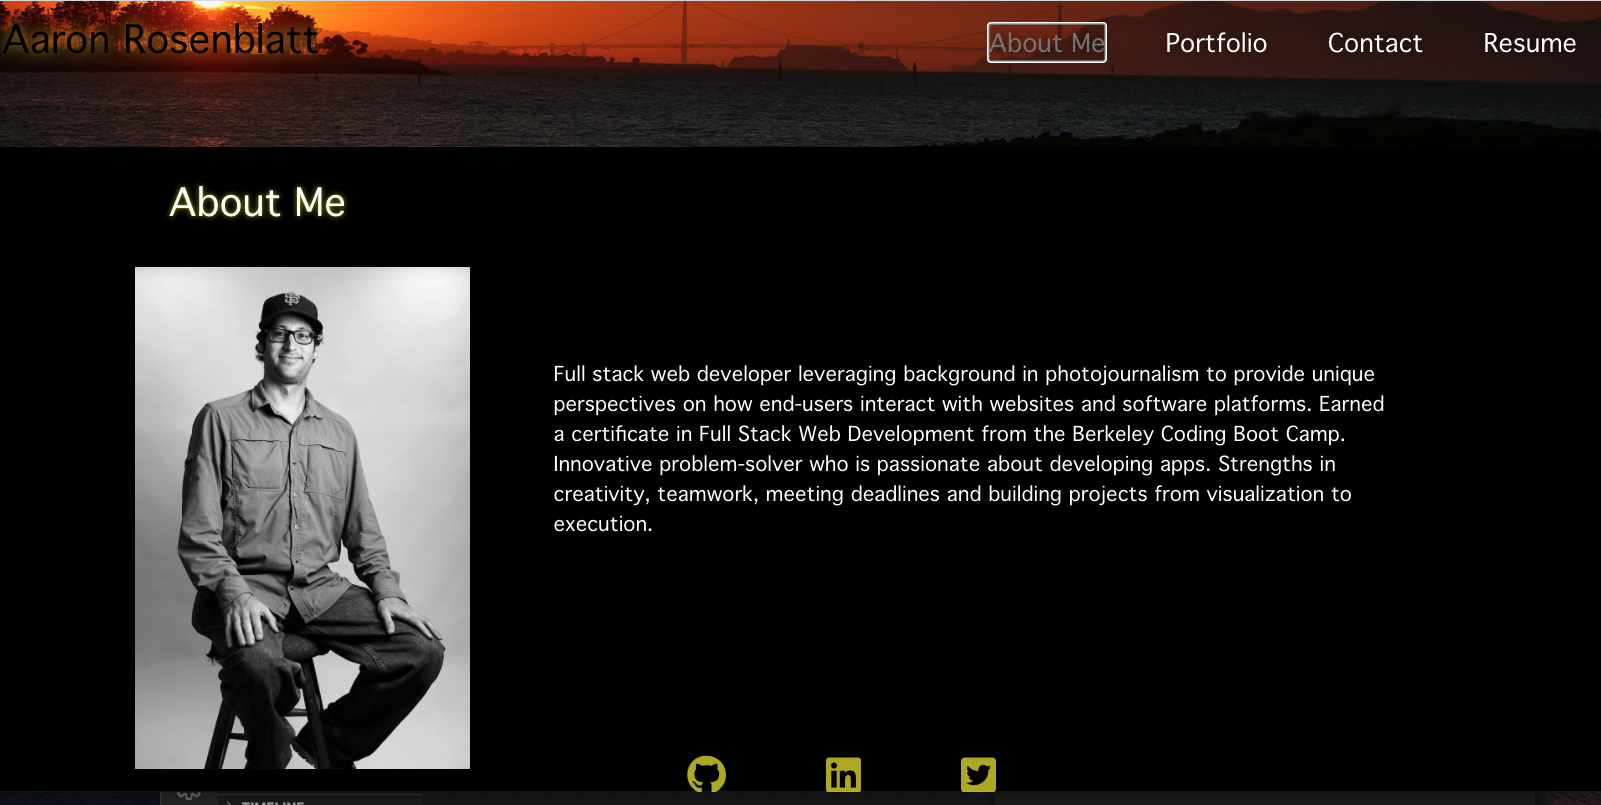 Aaron Rosenblatt
About Me
Portfolio
Contact
Resume
About Me
SF
Full stack web developer leveraging background in photojournalism to provide unique
perspectives on how end-users interact with websites and software platforms. Earned
a certificate in Full Stack Web Development from the Berkeley Coding Boot Camp.
Innovative problem-solver who is passionate about developing apps. Strengths in
creativity, teamwork, meeting deadlines and building projects from visualization to
execution.
in
TIMELINE